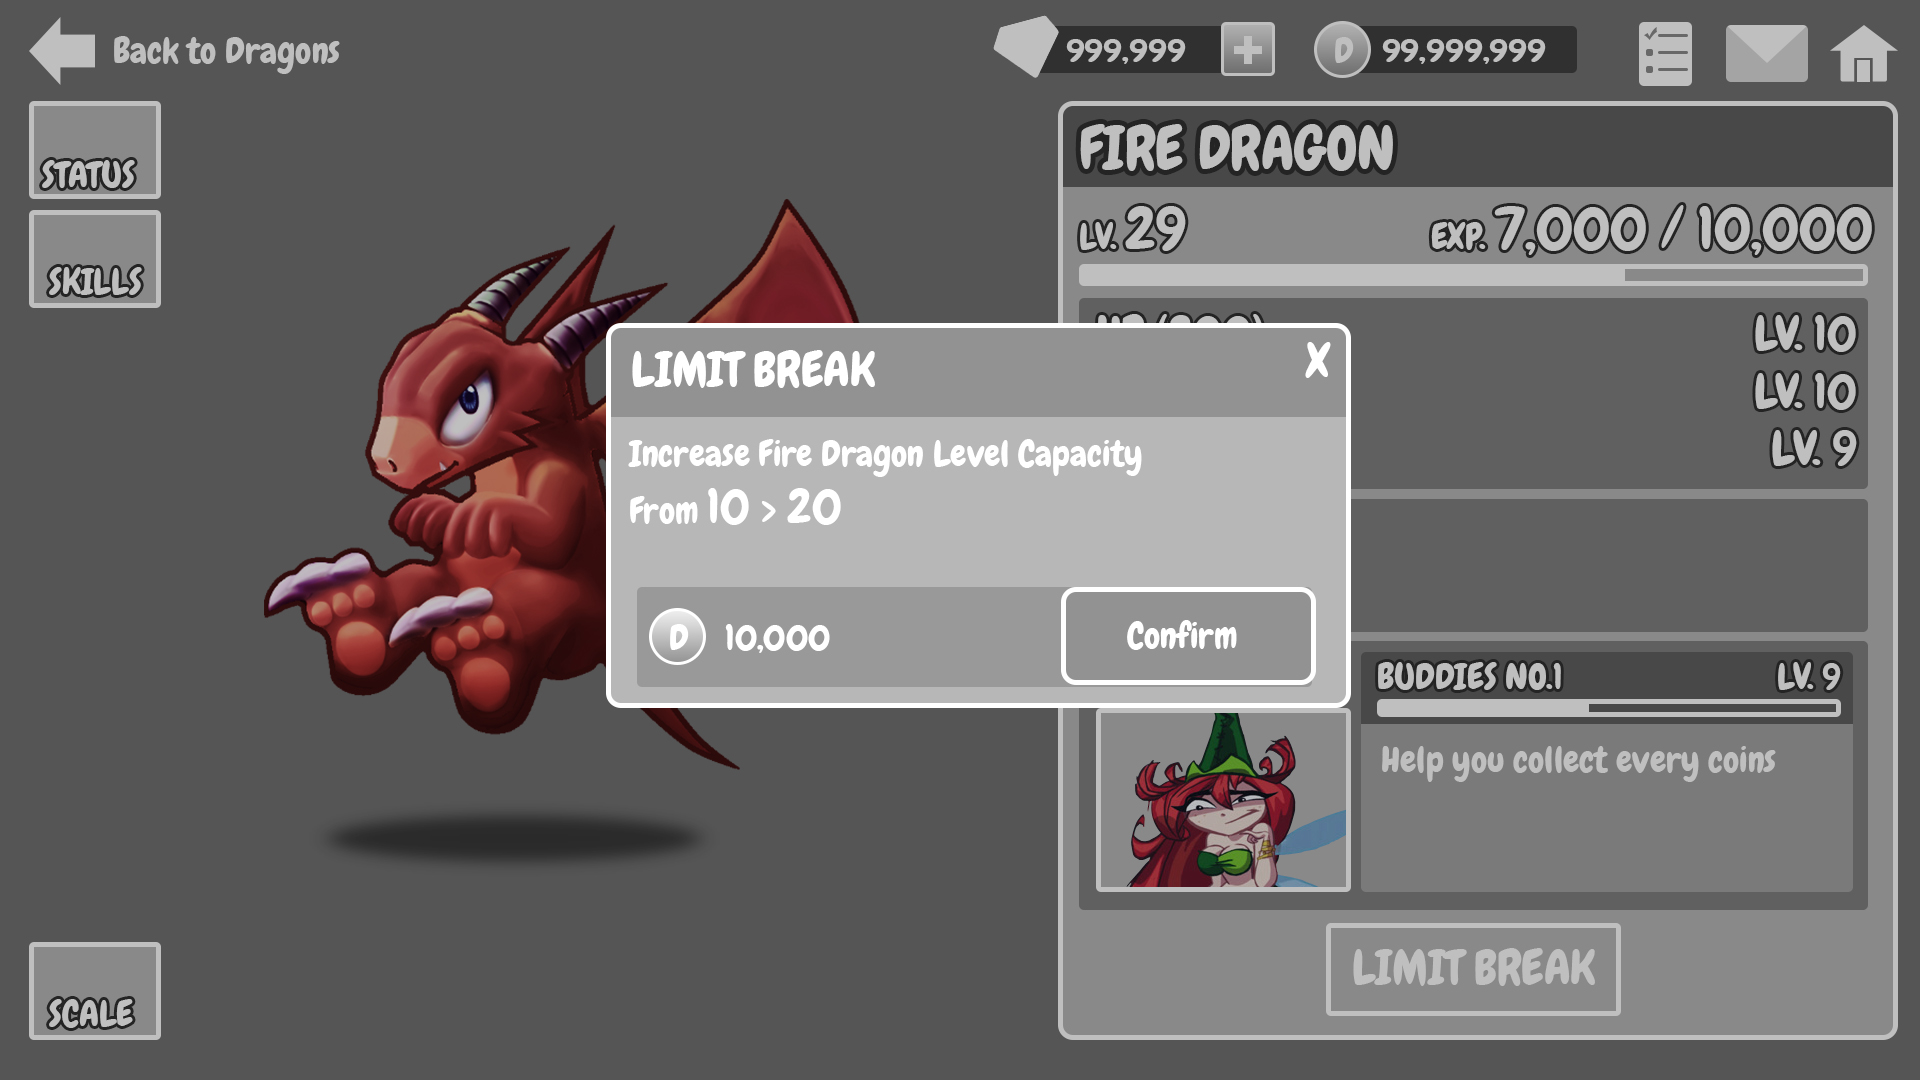 Back to Dragons
999,999
D 99,999,999
STATUS
SKILLS
SCALE
FIRE DRAGON
LV. 29
EXP. 7,000 / 10,000
LV. 10
LV. 10
LV. 9
LIMIT BREAK
X
Increase Fire Dragon Level Capacity
From 10 > 20
D 10,000
Confirm
BUDDIES NO.1
LV. 9
Help you collect every coins
LIMIT BREAK